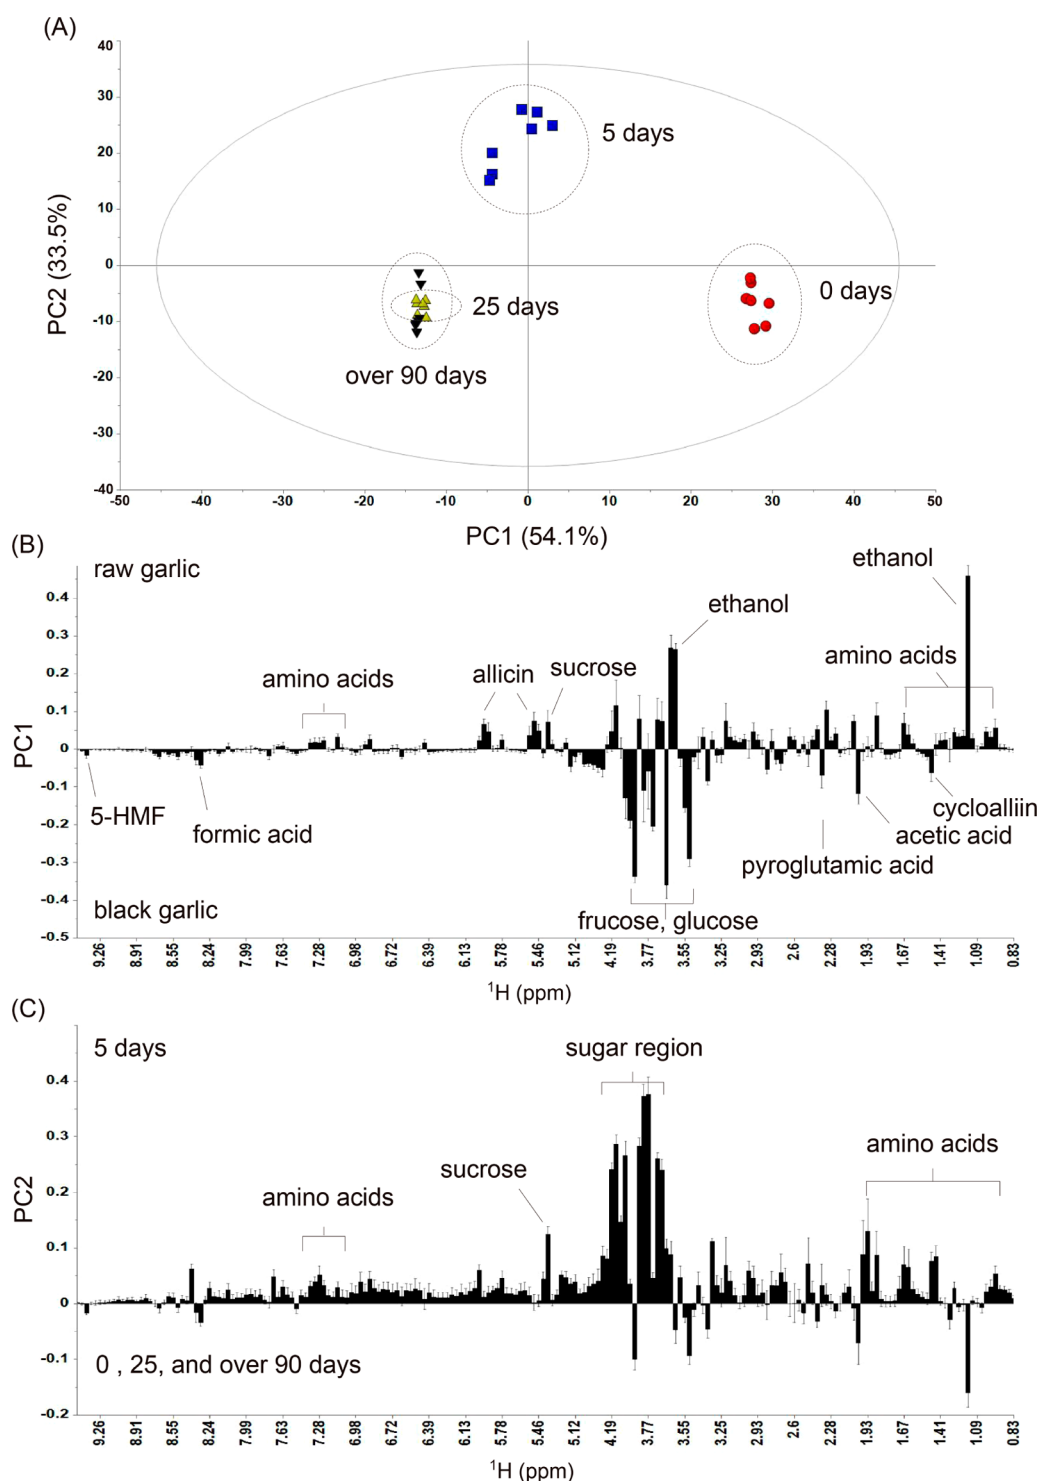 (A)
40
30
20
10
0
-10
-20
-30
-40
PC2 (33.5%)
5 days
0 days
25 days
over 90 days
-50 -40 -30 -20 -10 0 10 20 30 40 50
PC1 (54.1%)
(B)
raw garlic
ethanol
ethanol
amino acids
allicin
sucrose
amino acids
0.4
0.3
0.2
0.1
0
-0.1
-0.2
-0.3
-0.4
-0.5
PC1
5-HMF
formic acid
cycloalliin
acetic acid
pyroglutamic acid
black garlic
frucose, glucose
9.26 8.91 8.55 8.24 7.99 7.63 7.28 6.98 6.72 6.39 6.13 5.78 5.46 5.12 4.19 3.77 3.55 3.25 2.93 2.6 2.28 1.93 1.67 1.41 1.09 0.83
1H (ppm)
(C)
5 days
sugar region
amino acids
sucrose
amino acids
0.4
0.3
0.2
0.1
0
-0.1
-0.2
PC2
0 , 25, and over 90 days
9.26 8.91 8.55 8.24 7.99 7.63 7.28 6.98 6.72 6.39 6.13 5.78 5.46 5.12 4.19 3.77 3.55 3.25 2.93 2.6 2.28 1.93 1.67 1.41 1.09 0.83
1H (ppm)